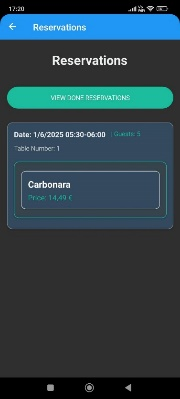 17:20
Reservations
Reservations
VIEW DONE RESERVATIONS
Date: 1/6/2025 05:30-06:00 | Guests: 5
Table Number: 1
Carbonara
Price: 14,49 €